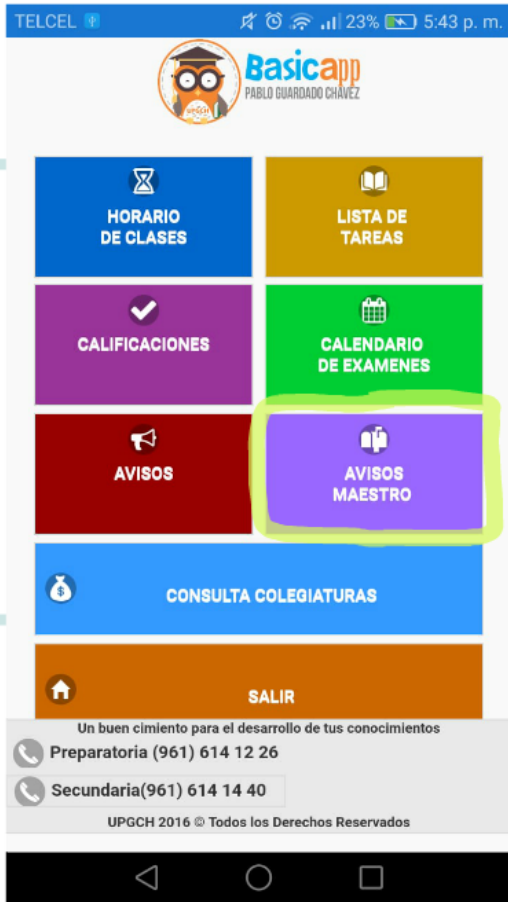 TELCEL 23% 5:43 p. m.
Basicapp
PABLO GUARDADO CHÁVEZ
UPGCH
HORARIO
DE CLASES
LISTA DE
TAREAS
CALIFICACIONES
CALENDARIO
DE EXAMENES
AVISOS
AVISOS
MAESTRO
CONSULTA COLEGIATURAS
SALIR
Un buen cimiento para el desarrollo de tus conocimientos
Preparatoria (961) 614 12 26
Secundaria(961) 614 14 40
UPGCH 2016 © Todos los Derechos Reservados